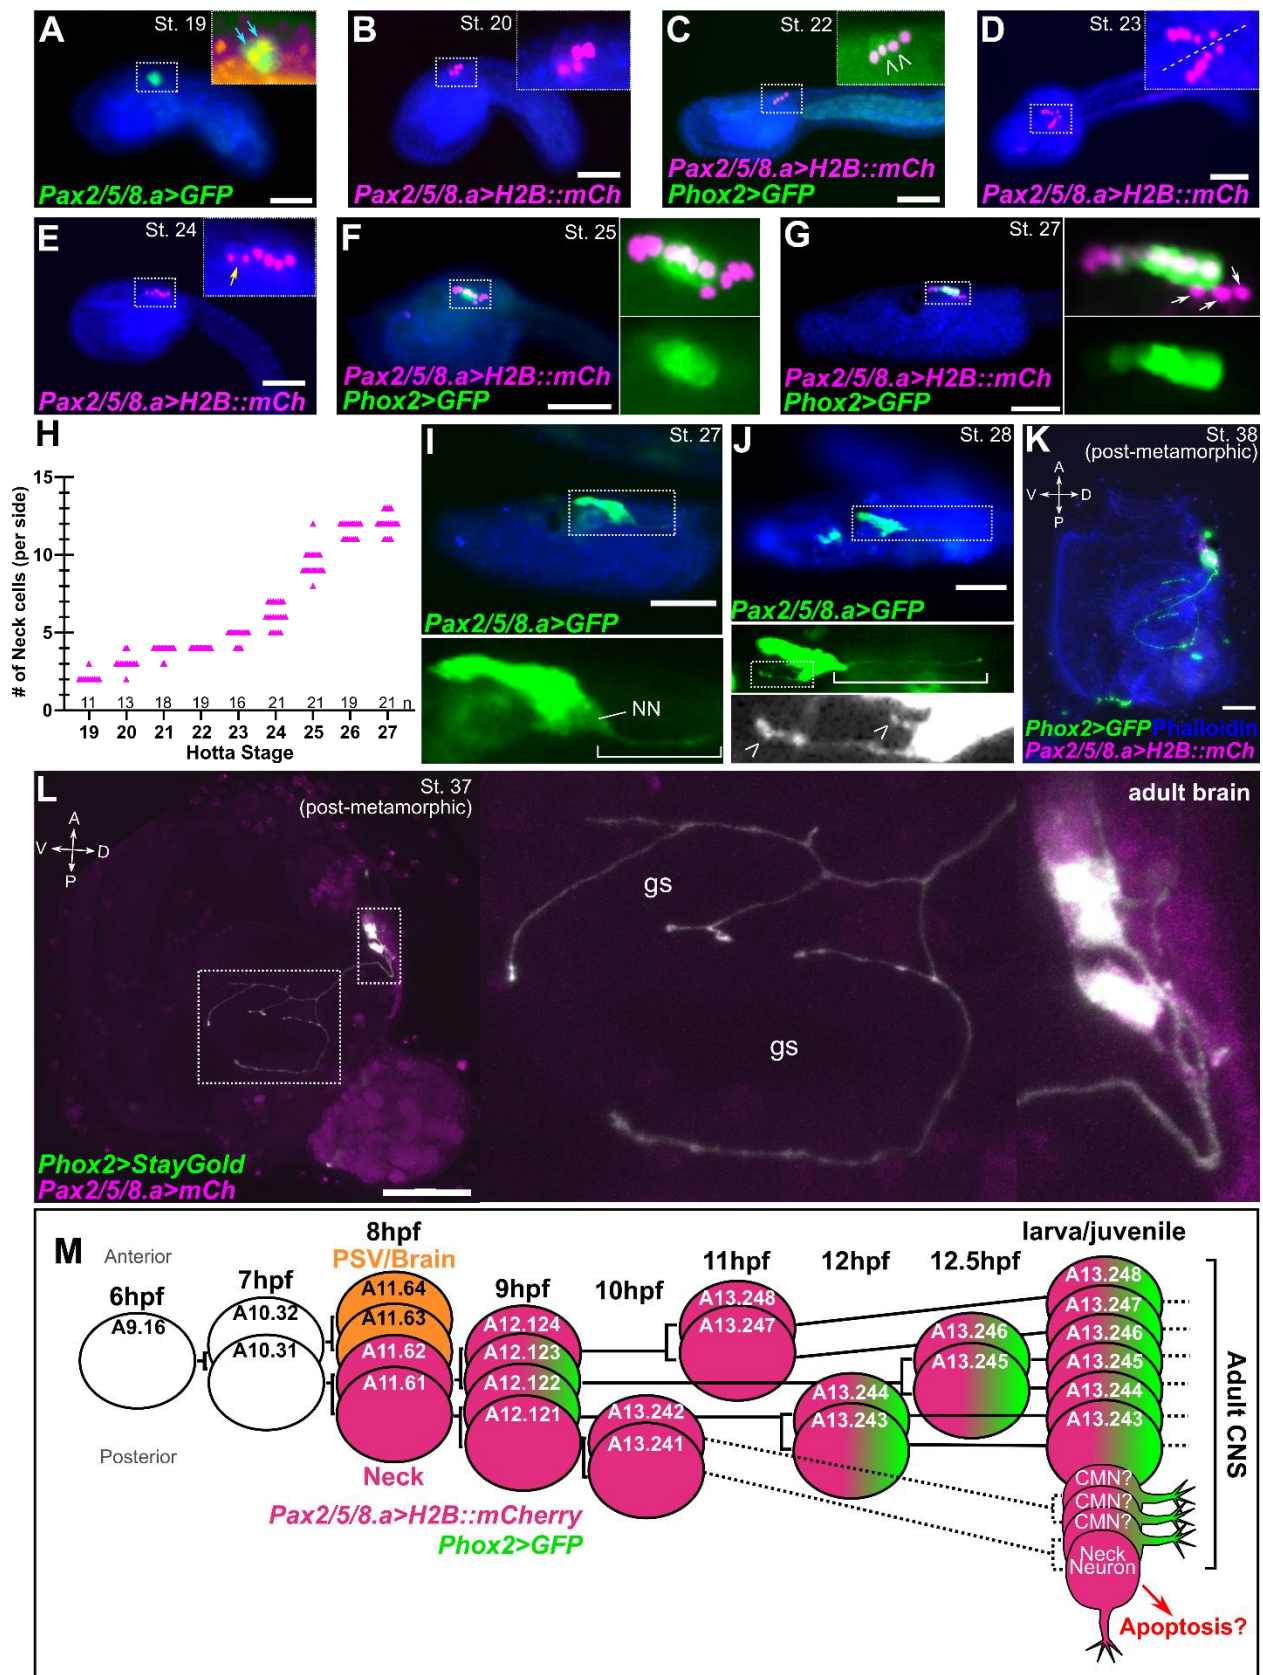 A
St. 19
Pax2/5/8.a>GFP
B
St. 20
Pax2/5/8.a>H2B::mCh
C
St. 22
Pax2/5/8.a>H2B::mCh
Phox2>GFP
D
St. 23
Pax2/5/8.a>H2B::mCh
E
St. 24
Pax2/5/8.a>H2B::mCh
F
St. 25
Pax2/5/8.a>H2B::mCh
Phox2>GFP
G
St. 27
Pax2/5/8.a>H2B::mCh
Phox2>GFP
H
# of Neck cells (per side)
15
10
5
0
11 13 18 19 16 21 21 19 21 n
19 20 21 22 23 24 25 26 27
Hotta Stage
I
St. 27
Pax2/5/8.a>GFP
NN
J
St. 28
Pax2/5/8.a>GFP
K
St. 38
(post-metamorphic)
A
V D
P
Phox2>GFP Phalloidin
Pax2/5/8.a>H2B::mCh
L
St. 37
(post-metamorphic)
A
V D
P
Phox2>StayGold
Pax2/5/8.a>mCh
gs
gs
adult brain
M
Anterior
Posterior
6hpf
A9.16
7hpf
A10.32
A10.31
8hpf
PSV/Brain
A11.64
A11.63
A11.62
A11.61
Neck
9hpf
A12.124
A12.123
A12.122
A12.121
10hpf
A13.242
A13.241
11hpf
A13.248
A13.247
12hpf
A13.244
A13.243
12.5hpf
A13.246
A13.245
larva/juvenile
A13.248
A13.247
A13.246
A13.245
A13.244
A13.243
CMN?
CMN?
CMN?
Neck
Neuron
Adult CNS
Apoptosis?
Pax2/5/8.a>H2B::mCherry
Phox2>GFP